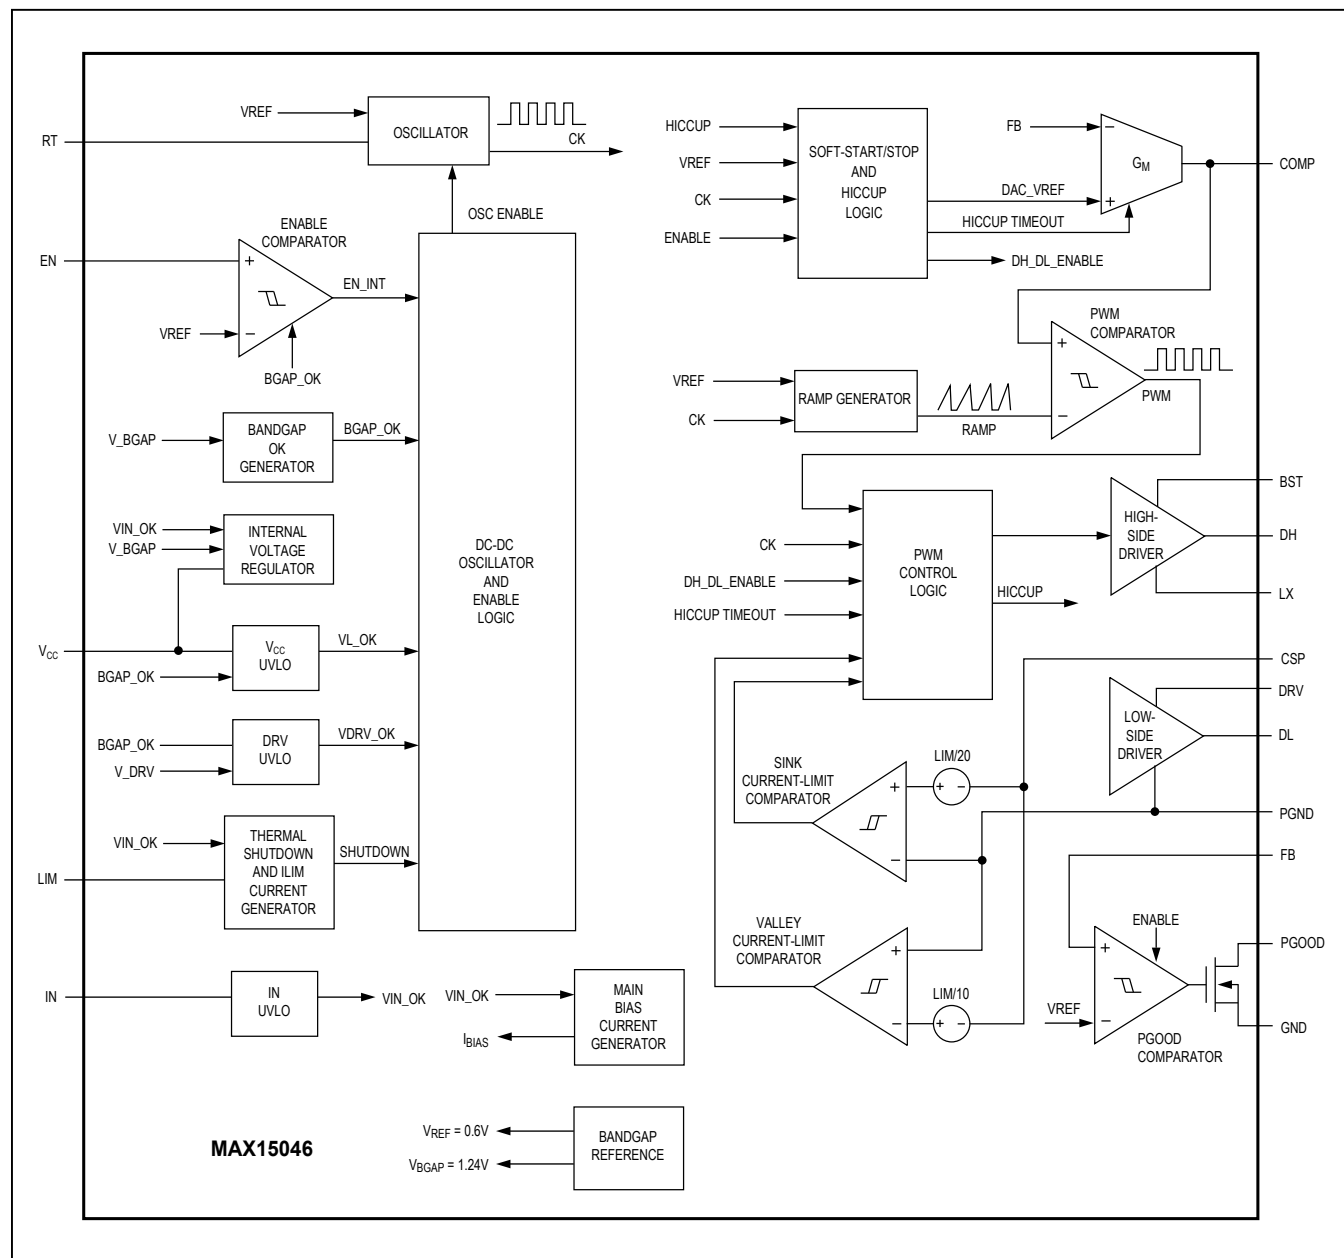 VREF
RT
OSCILLATOR
CK
OSC ENABLE
ENABLE
COMPARATOR
EN
+
EN_INT
VREF
−
BGAP_OK
V_BGAP
BANDGAP
OK
GENERATOR
BGAP_OK
VIN_OK
V_BGAP
INTERNAL
VOLTAGE
REGULATOR
DC-DC
OSCILLATOR
AND
ENABLE
LOGIC
VCC
BGAP_OK
VCC
UVLO
VL_OK
BGAP_OK
V_DRV
DRV
UVLO
VDRV_OK
VIN_OK
LIM
THERMAL
SHUTDOWN
AND ILIM
CURRENT
GENERATOR
SHUTDOWN
IN
IN
UVLO
VIN_OK
VIN_OK
IBIAS
MAIN
BIAS
CURRENT
GENERATOR
VREF = 0.6V
VBGAP = 1.24V
BANDGAP
REFERENCE
MAX15046
HICCUP
VREF
CK
ENABLE
SOFT-START/STOP
AND
HICCUP
LOGIC
FB
−
GM
+
COMP
DAC_VREF
HICCUP TIMEOUT
DH_DL_ENABLE
PWM
COMPARATOR
+
−
PWM
VREF
CK
RAMP GENERATOR
RAMP
CK
DH_DL_ENABLE
HICCUP TIMEOUT
PWM
CONTROL
LOGIC
HICCUP
HIGH-
SIDE
DRIVER
BST
DH
LX
CSP
DRV
LOW-
SIDE
DRIVER
DL
PGND
SINK
CURRENT-LIMIT
COMPARATOR
+
−
LIM/20
+ −
VALLEY
CURRENT-LIMIT
COMPARATOR
+
−
LIM/10
+ −
FB
ENABLE
+
VREF
−
PGOOD
COMPARATOR
PGOOD
GND